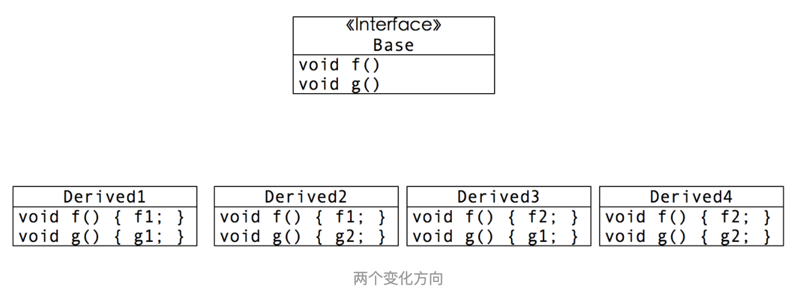 《Interface》
Base
void f()
void g()
Derived1
void f() { f1; }
void g() { g1; }
Derived2
void f() { f1; }
void g() { g2; }
Derived3
void f() { f2; }
void g() { g1; }
Derived4
void f() { f2; }
void g() { g2; }
两个变化方向